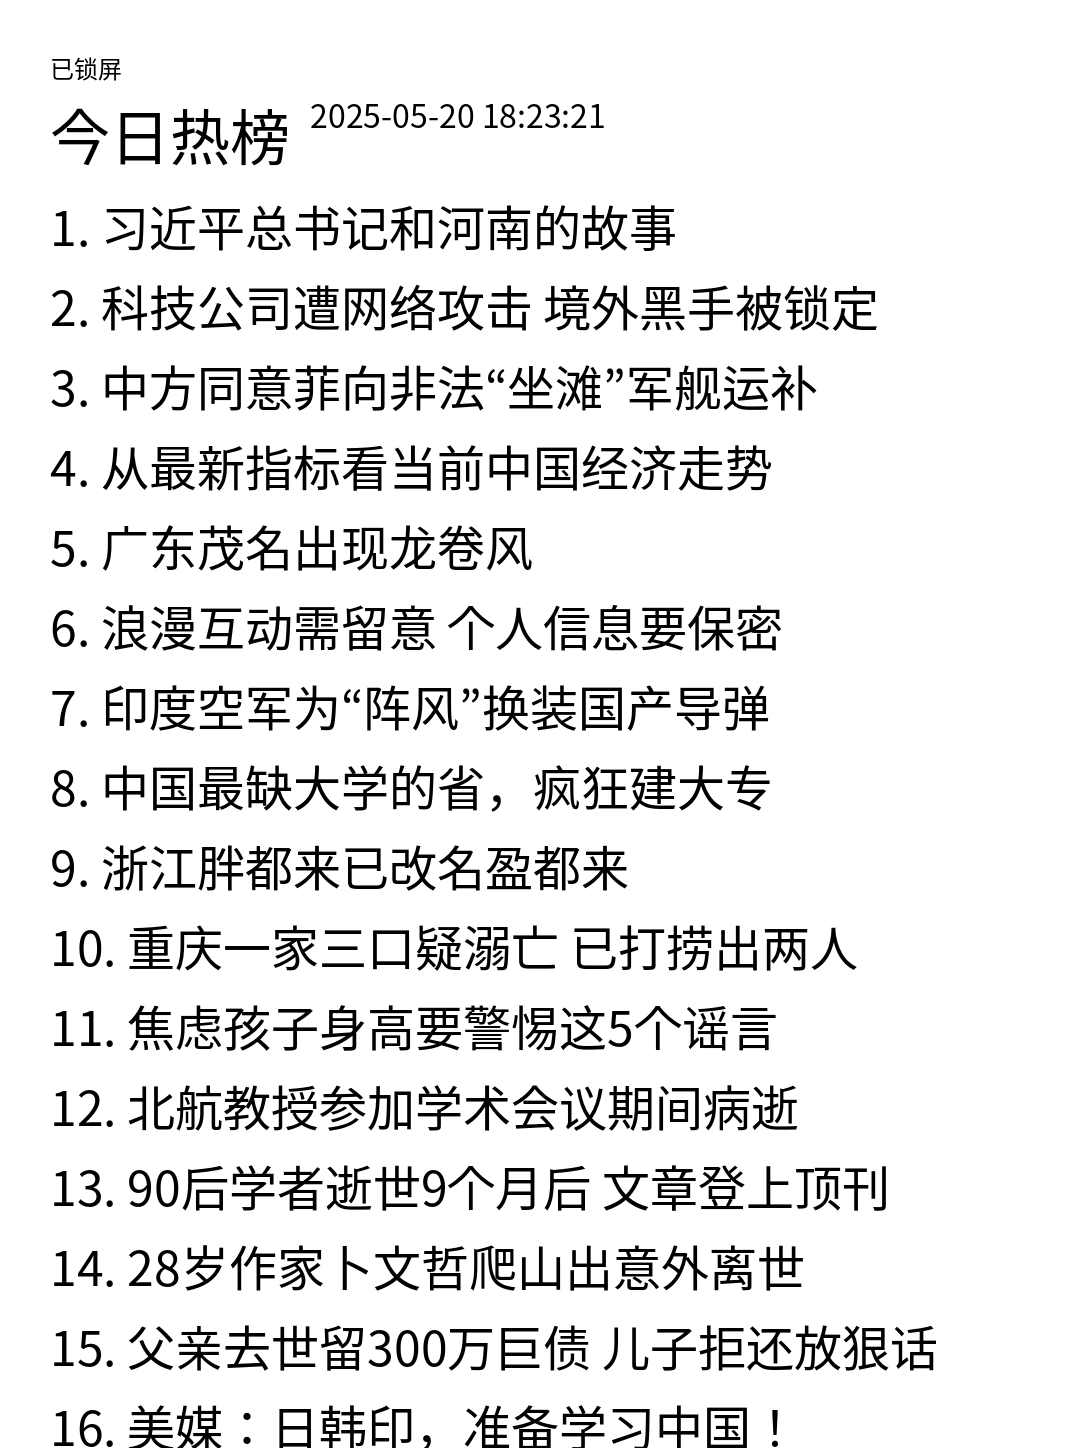 已锁屏
今日热榜 2025-05-20 18:23:21
1. 习近平总书记和河南的故事
2. 科技公司遭网络攻击 境外黑手被锁定
3. 中方同意菲向非法“坐滩”军舰运补
4. 从最新指标看当前中国经济走势
5. 广东茂名出现龙卷风
6. 浪漫互动需留意 个人信息要保密
7. 印度空军为“阵风”换装国产导弹
8. 中国最缺大学的省，疯狂建大专
9. 浙江胖都来已改名盈都来
10. 重庆一家三口疑溺亡 已打捞出两人
11. 焦虑孩子身高要警惕这5个谣言
12. 北航教授参加学术会议期间病逝
13. 90后学者逝世9个月后 文章登上顶刊
14. 28岁作家卜文哲爬山出意外离世
15. 父亲去世留300万巨债 儿子拒还放狠话
16. 美媒：日韩印，准备学习中国！